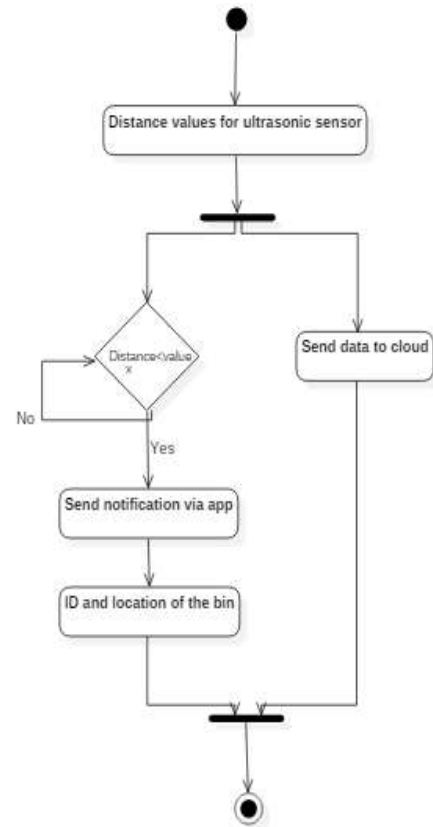 Distance values for ultrasonic sensor
Distance<value
x
Send data to cloud
No
Yes
Send notification via app
ID and location of the bin